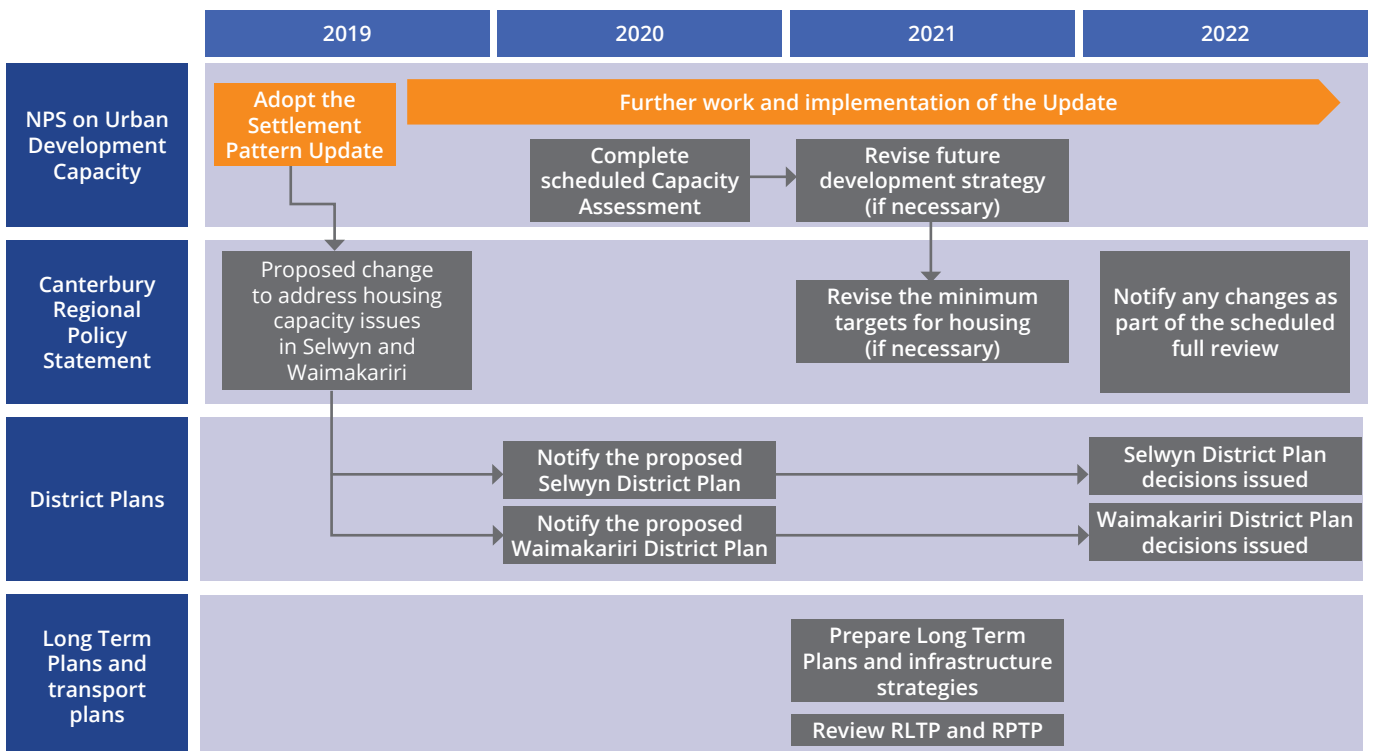 2019
2020
2021
2022
NPS on Urban
Development
Capacity
Adopt the
Settlement
Pattern Update
Further work and implementation of the Update
Complete
scheduled Capacity
Assessment
Revise future
development strategy
(if necessary)
Canterbury
Regional
Policy
Statement
Proposed change
to address housing
capacity issues
in Selwyn and
Waimakariri
Revise the minimum
targets for housing
(if necessary)
Notify any changes as
part of the scheduled
full review
District Plans
Notify the proposed
Selwyn District Plan
Selwyn District Plan
decisions issued
Notify the proposed
Waimakariri District Plan
Waimakariri District Plan
decisions issued
Long Term
Plans and
transport
plans
Prepare Long Term
Plans and infrastructure
strategies
Review RLTP and RPTP